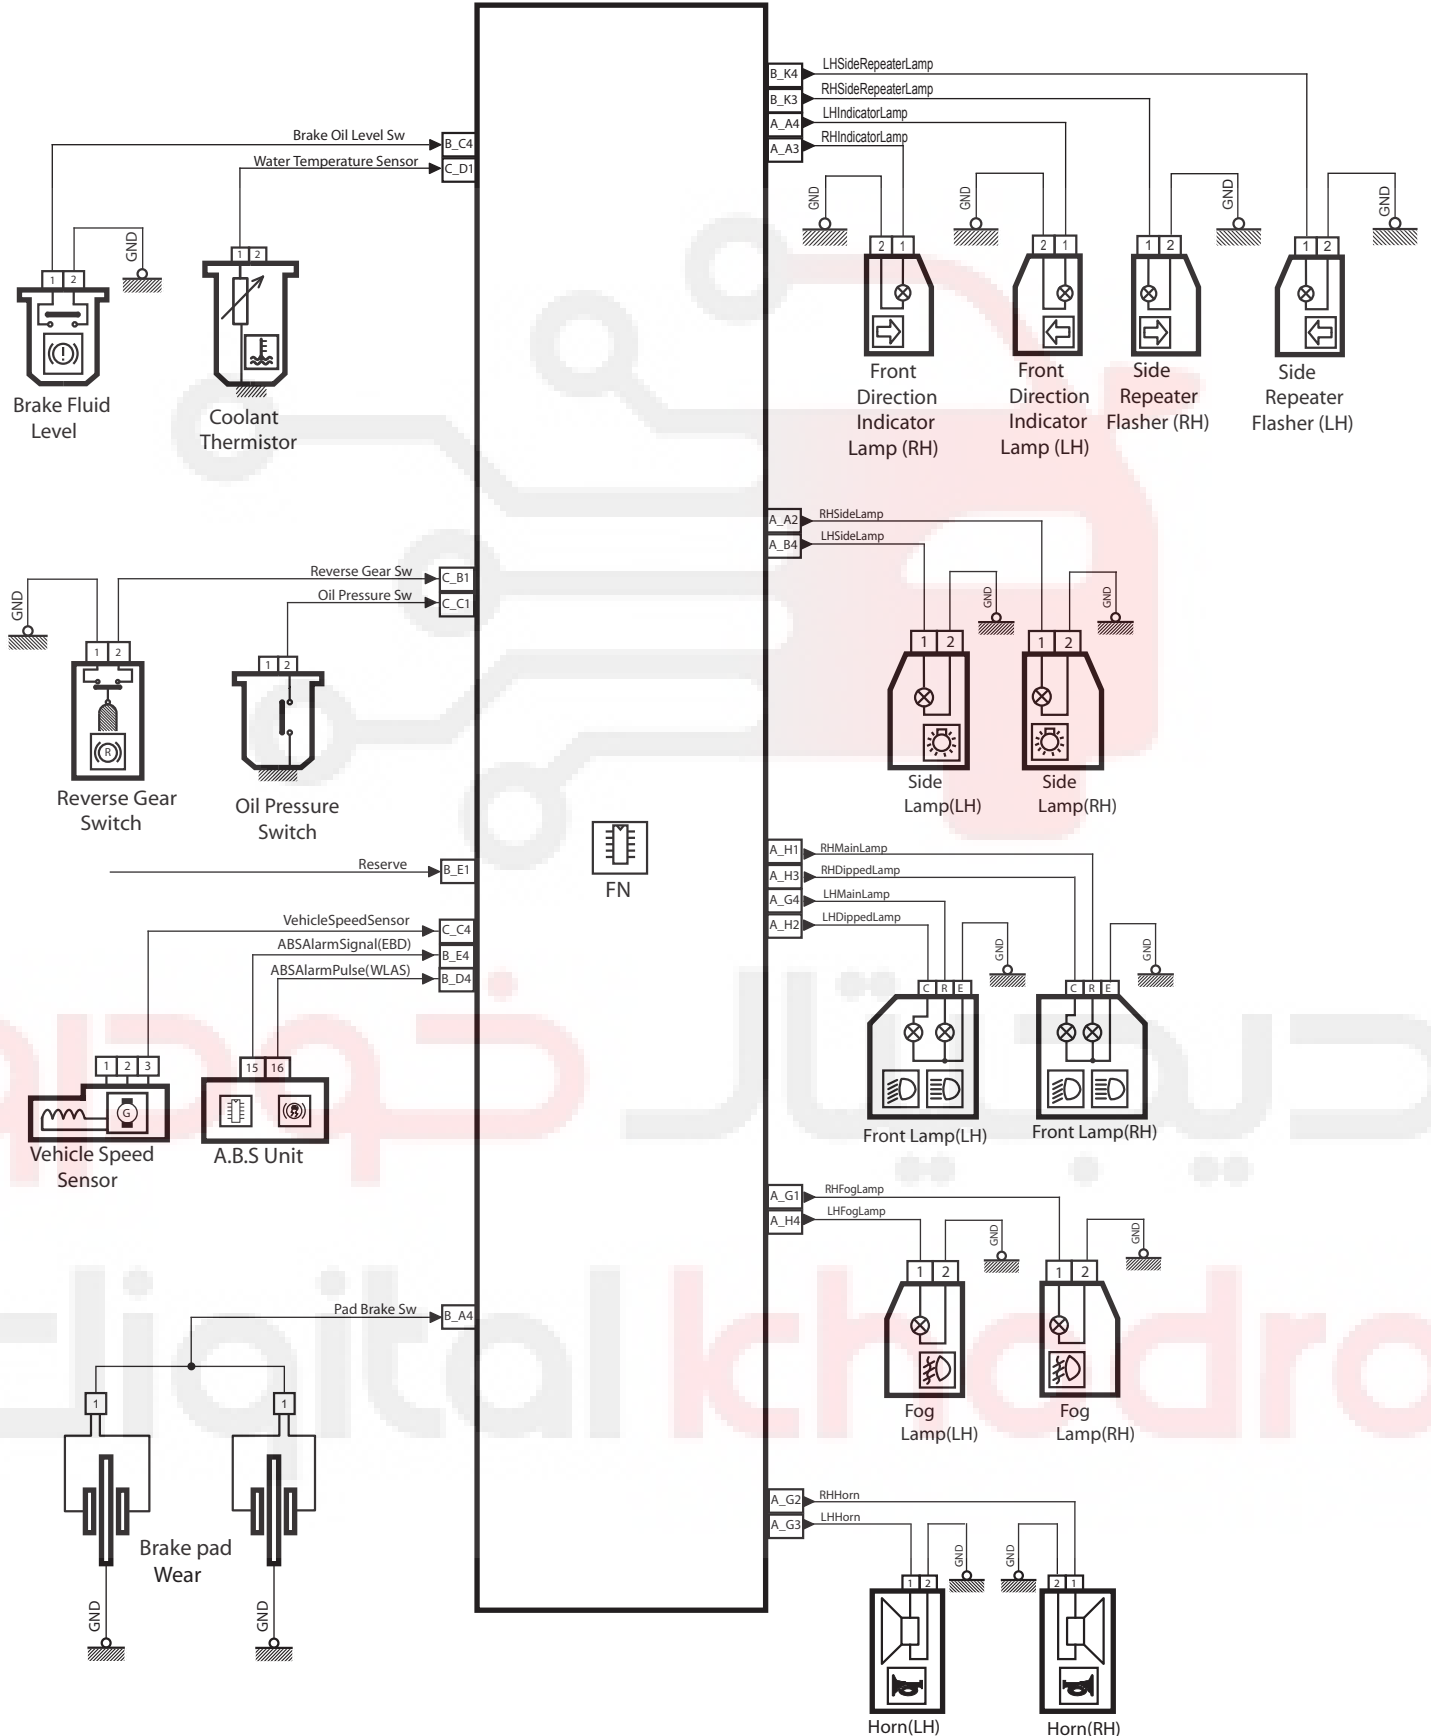 B_K4 LHSideRepeaterLamp
B_K3 RHSideRepeaterLamp
A_A4 LHIndicatorLamp
A_A3 RHIndicatorLamp
Brake Oil Level Sw B_C4
Water Temperature Sensor C_D1
GND
GND
GND
GND
GND
2 1
2 1
1 2
1 2
1 2
1 2
Brake Fluid
Level
Coolant
Thermistor
Front
Direction
Indicator
Lamp (RH)
Front
Direction
Indicator
Lamp (LH)
Side
Repeater
Flasher (RH)
Side
Repeater
Flasher (LH)
A_A2 RHSideLamp
A_B4 LHSideLamp
Reverse Gear Sw C_B1
Oil Pressure Sw C_C1
GND
GND
GND
1 2
1 2
1 2
1 2
R
Reverse Gear
Switch
Oil Pressure
Switch
Side
Lamp(LH)
Side
Lamp(RH)
FN
Reserve B_E1
A_H1 RHMainLamp
A_H3 RHDippedLamp
A_G4 LHMainLamp
A_H2 LHDippedLamp
VehicleSpeedSensor C_C4
ABSAlarmSignal(EBD) B_E4
ABSAlarmPulse(WLAS) B_D4
GND
GND
C R E
C R E
1 2 3
15 16
G
Vehicle Speed
Sensor
A.B.S Unit
Front Lamp(LH)
Front Lamp(RH)
دیجیتال خودرو
A_G1 RHFogLamp
A_H4 LHFogLamp
GND
GND
1 2
1 2
digital khodro
Fog
Lamp(LH)
Fog
Lamp(RH)
Pad Brake Sw B_A4
1
1
Brake pad
Wear
GND
GND
A_G2 RHHorn
A_G3 LHHorn
GND
GND
1 2
2 1
Horn(LH)
Horn(RH)